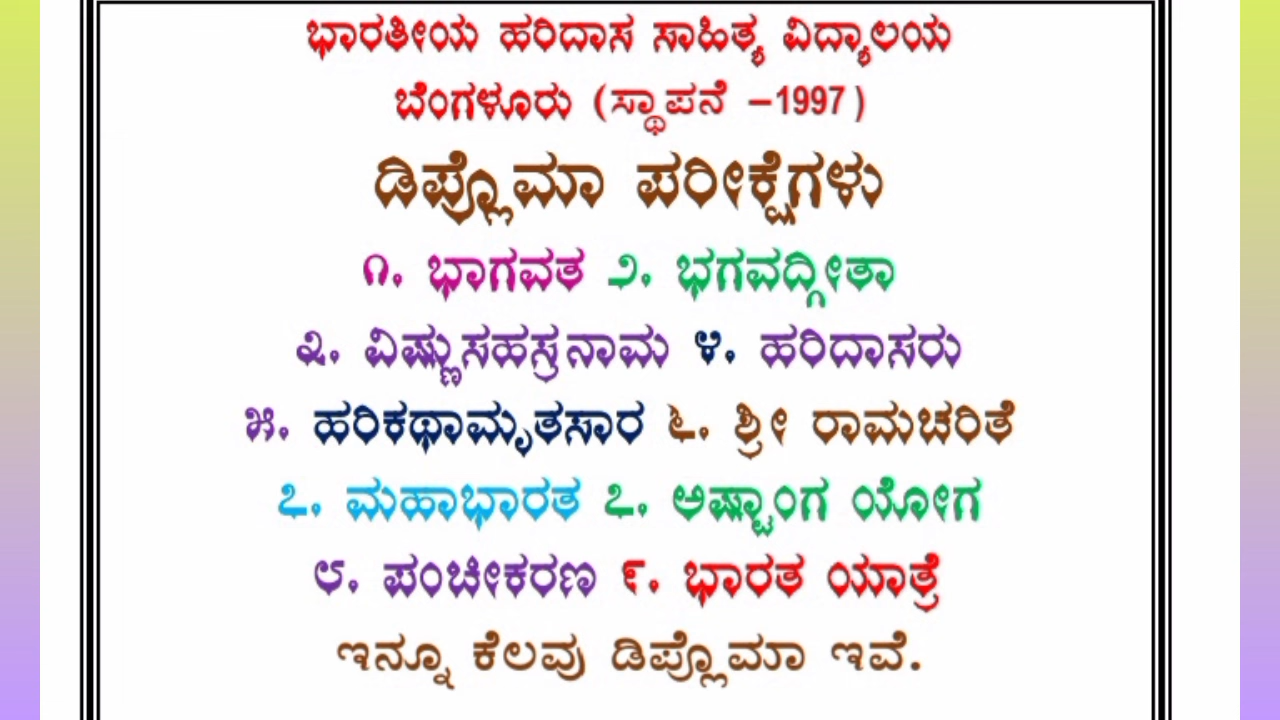 ಭಾರತೀಯ ಹರಿದಾಸ ಸಾಹಿತ್ಯ ವಿದ್ಯಾಲಯ
ಬೆಂಗಳೂರು (ಸ್ಥಾಪನೆ –1997)
ಡಿಪ್ಲೊಮಾ ಪರೀಕ್ಷೆಗಳು
೧. ಭಾಗವತ ೨. ಭಗವದ್ಗೀತಾ
೩. ವಿಷ್ಣುಸಹಸ್ರನಾಮ ೪. ಹರಿದಾಸರು
೫. ಹರಿಕಥಾಮೃತಸಾರ ೬. ಶ್ರೀ ರಾಮಚರಿತೆ
೭. ಮಹಾಭಾರತ ೭. ಅಷ್ಟಾಂಗ ಯೋಗ
೮. ಪಂಚೀಕರಣ ೯. ಭಾರತ ಯಾತ್ರೆ
ಇನ್ನೂ ಕೆಲವು ಡಿಪ್ಲೊಮಾ ಇವೆ.